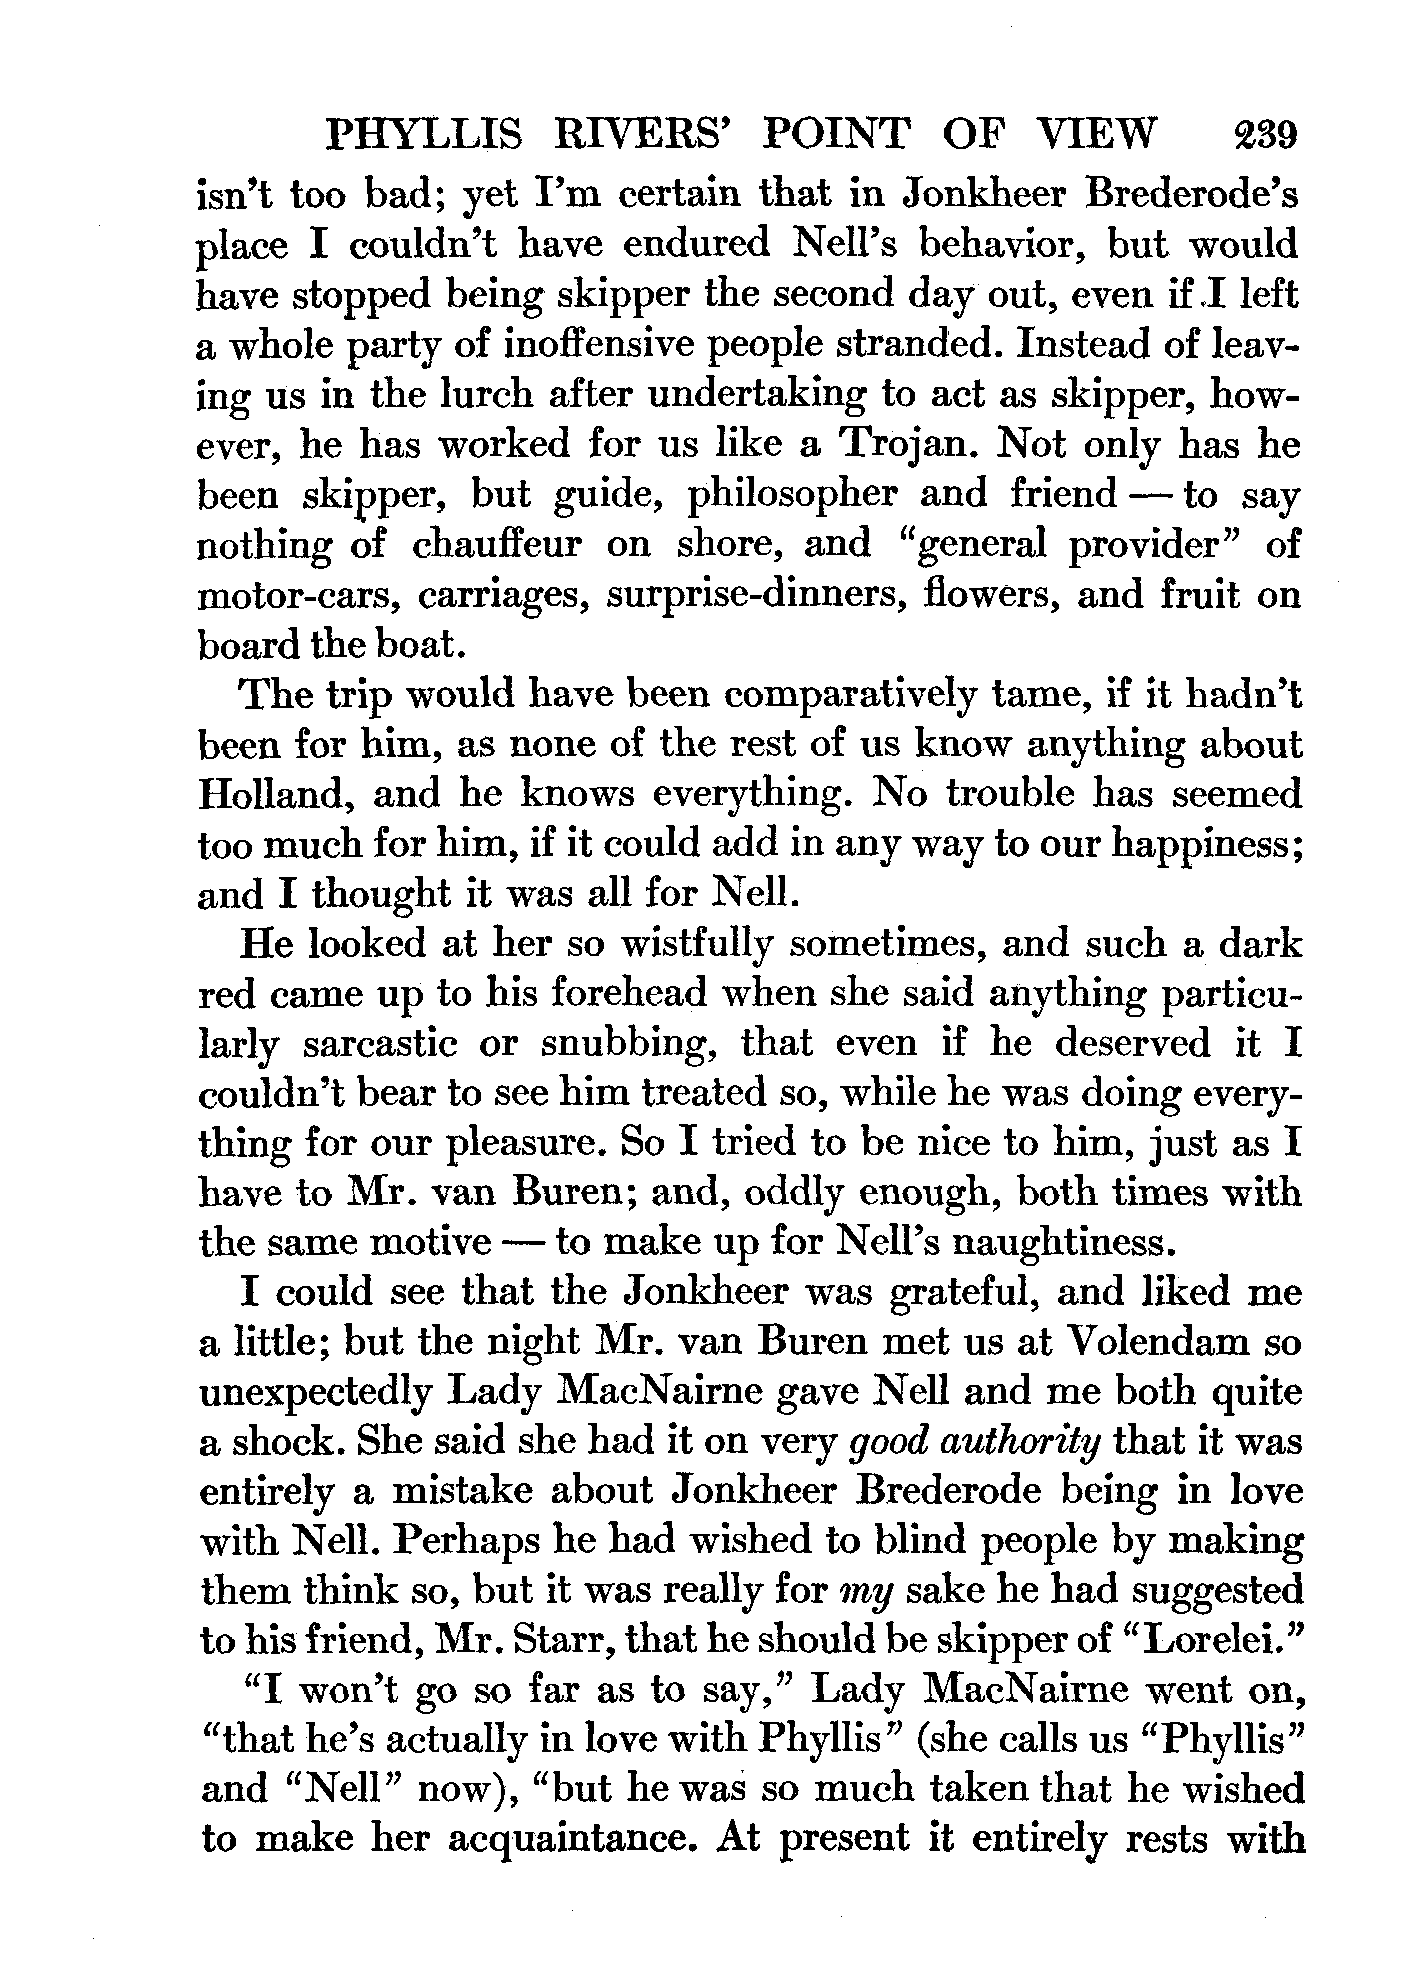 PHYLLIS RIVERS' POINT OF VIEW 239
isn't too bad; yet I'm certain that in Jonkheer Brederode's
place I couldn't have endured Nell's behavior, but would
have stopped being skipper the second day out, even if I left
a whole party of inoffensive people stranded. Instead of leav-
ing us in the lurch after undertaking to act as skipper, how-
ever, he has worked for us like a Trojan. Not only has he
been skipper, but guide, philosopher and friend — to say
nothing of chauffeur on shore, and "general provider" of
motor-cars, carriages, surprise-dinners, flowers, and fruit on
board the boat.
The trip would have been comparatively tame, if it hadn't
been for him, as none of the rest of us know anything about
Holland, and he knows everything. No trouble has seemed
too much for him, if it could add in any way to our happiness;
and I thought it was all for Nell.
He looked at her so wistfully sometimes, and such a dark
red came up to his forehead when she said anything particu-
larly sarcastic or snubbing, that even if he deserved it I
couldn't bear to see him treated so, while he was doing every-
thing for our pleasure. So I tried to be nice to him, just as I
have to Mr. van Buren; and, oddly enough, both times with
the same motive — to make up for Nell's naughtiness.
I could see that the Jonkheer was grateful, and liked me
a little; but the night Mr. van Buren met us at Volendam so
unexpectedly Lady MacNairne gave Nell and me both quite
a shock. She said she had it on very good authority that it was
entirely a mistake about Jonkheer Brederode being in love
with Nell. Perhaps he had wished to blind people by making
them think so, but it was really for my sake he had suggested
to his friend, Mr. Starr, that he should be skipper of "Lorelei."
"I won't go so far as to say," Lady MacNairne went on,
"that he's actually in love with Phyllis" (she calls us "Phyllis"
and "Nell" now), "but he was so much taken that he wished
to make her acquaintance. At present it entirely rests with